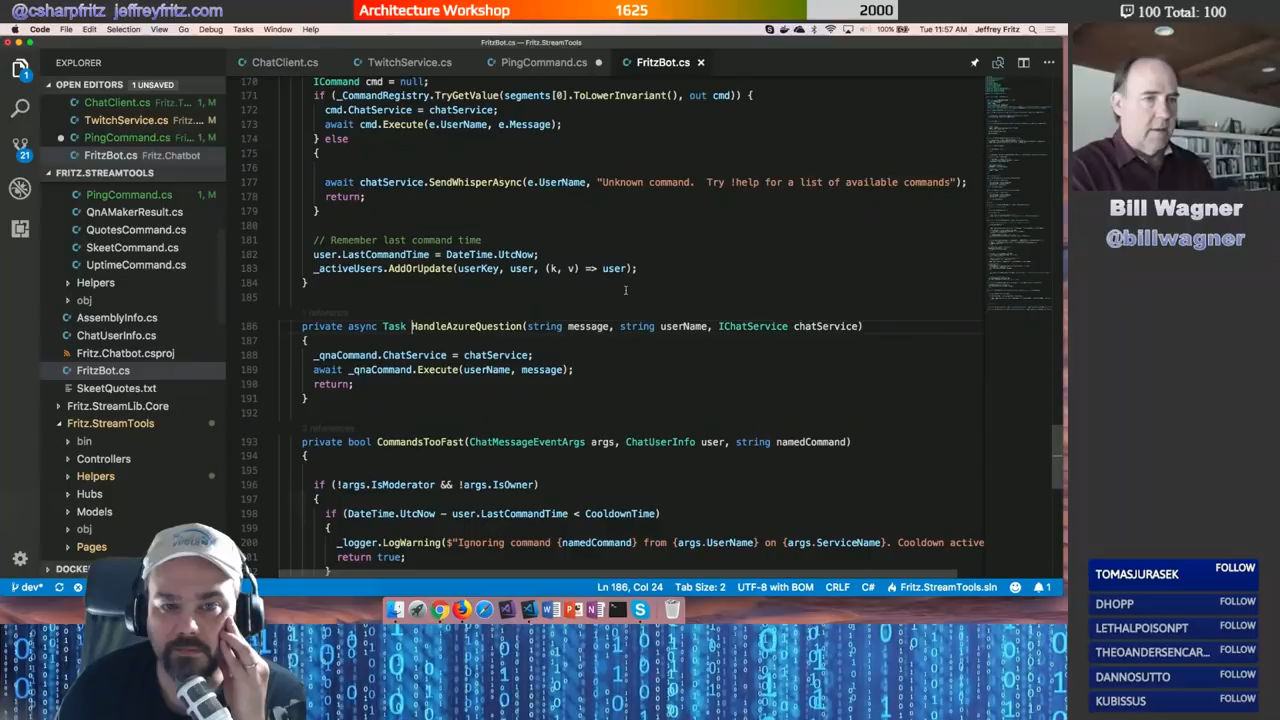 @csharpfritz jeffreyfritz.com
Architecture Workshop
1625
2000
100 Total: 100
Code File Edit Selection View Go Debug Tasks Window Help
100% Tue 11:57 AM Jeffrey Fritz
FritzBot.cs — Fritz.StreamTools
EXPLORER
ChatClient.cs
TwitchService.cs
PingCommand.cs
FritzBot.cs
OPEN EDITORS 1 UNSAVED
ChatClient.cs Fritz.T... 1, M
TwitchService.cs Fritz....
PingCommand.cs Fri... 1, M
FritzBot.cs Fritz.Chatbot
FRITZ.STREAMTOOLS
PingCommand.cs 1, M
QnAMakerResult.cs
QuotesCommand.cs
SkeetCommand.cs
UptimeCommand.cs
Helpers
obj
AssemblyInfo.cs
ChatUserInfo.cs
Fritz.Chatbot.csproj
FritzBot.cs
SkeetQuotes.txt
Fritz.StreamLib.Core
Fritz.StreamTools
bin
Controllers
Helpers
Hubs
Models
obj
Pages
1
21
170 ICommand cmd = null;
171 if (_CommandRegistry.TryGetValue(segments[0].ToLowerInvariant(), out cmd)) {
172 cmd.ChatService = chatService;
173 await cmd.Execute(e.UserName, e.Message);
174 } else
175 {
176
177 await chatService.SendWhisperAsync(e.UserName, "Unknown command.  Try !help for a list of available commands");
178 return;
179 }
180
181 // Remember last command time
182 user.LastCommandTime = DateTime.UtcNow;
183 _activeUsers.AddOrUpdate(userKey, user, (k, v) => user);
184
185
reference
186 private async Task HandleAzureQuestion(string message, string userName, IChatService chatService)
187 {
188 _qnaCommand.ChatService = chatService;
189 await _qnaCommand.Execute(userName, message);
190 return;
191 }
192
2 references
193 private bool CommandsTooFast(ChatMessageEventArgs args, ChatUserInfo user, string namedCommand)
194 {
195
196 if (!args.IsModerator && !args.IsOwner)
197 {
198 if (DateTime.UtcNow - user.LastCommandTime < CooldownTime)
199 {
200 _logger.LogWarning($"Ignoring command {namedCommand} from {args.UserName} on {args.ServiceName}. Cooldown active
201 return true;
}
dev*
Ln 186, Col 24 Tab Size: 2 UTF-8 with BOM CRLF C# Fritz.StreamTools.sln 1
Bill Wagner
@billwagner
TOMASJURASEK FOLLOW
DHOPP FOLLOW
LETHALPOISONPT FOLLOW
THEOANDERSENCAR... FOLLOW
DANNOSUTTO FOLLOW
KUBISSUS FOLLOW